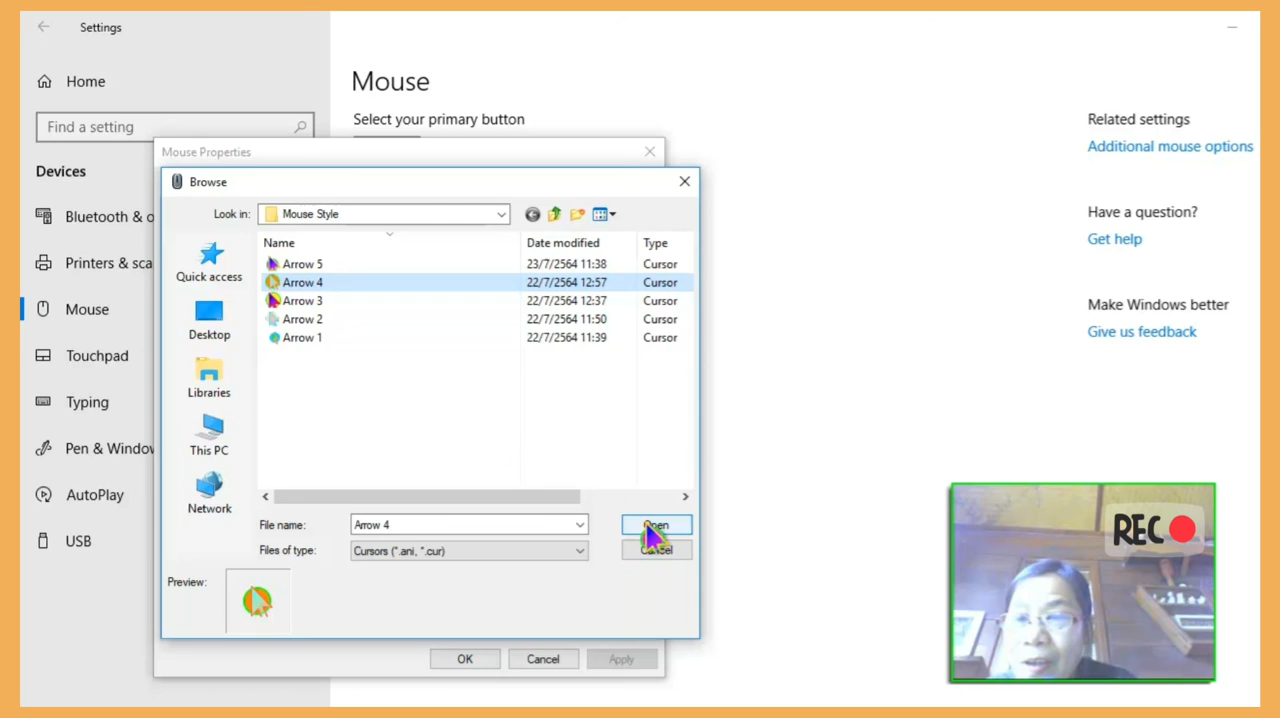 Settings
Home
Find a setting
Devices
Bluetooth & o
Printers & sca
Mouse
Touchpad
Typing
Pen & Window
AutoPlay
USB
Mouse
Select your primary button
Related settings
Additional mouse options
Have a question?
Get help
Make Windows better
Give us feedback
Mouse Properties
Browse
Look in:
Mouse Style
Quick access
Desktop
Libraries
This PC
Network
Name Date modified Type
Arrow 5 23/7/2564 11:38 Cursor
Arrow 4 22/7/2564 12:57 Cursor
Arrow 3 22/7/2564 12:37 Cursor
Arrow 2 22/7/2564 11:50 Cursor
Arrow 1 22/7/2564 11:39 Cursor
File name: Arrow 4 Open
Files of type: Cursors (*.ani, *.cur) Cancel
Preview:
OK Cancel Apply
REC